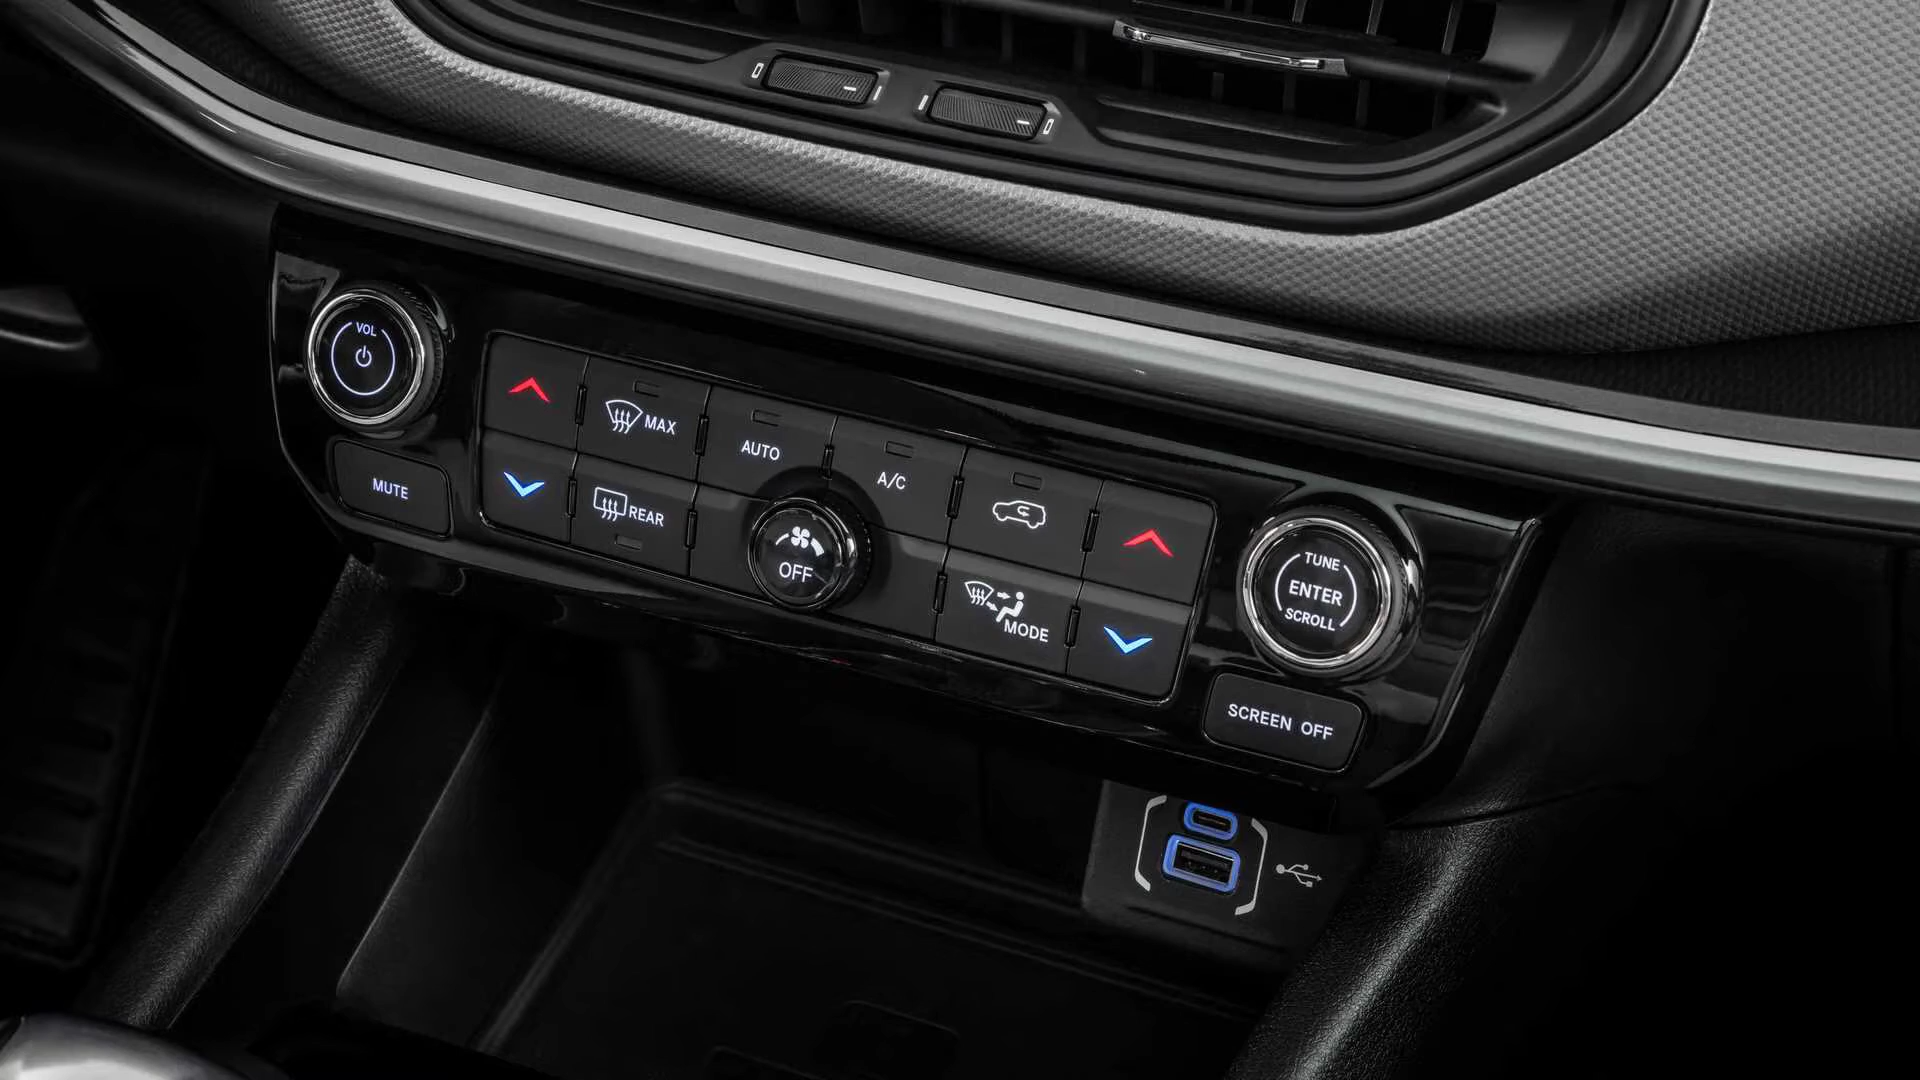 VOL
MUTE
MAX
REAR
AUTO
OFF
A/C
MODE
TUNE
ENTER
SCROLL
SCREEN OFF